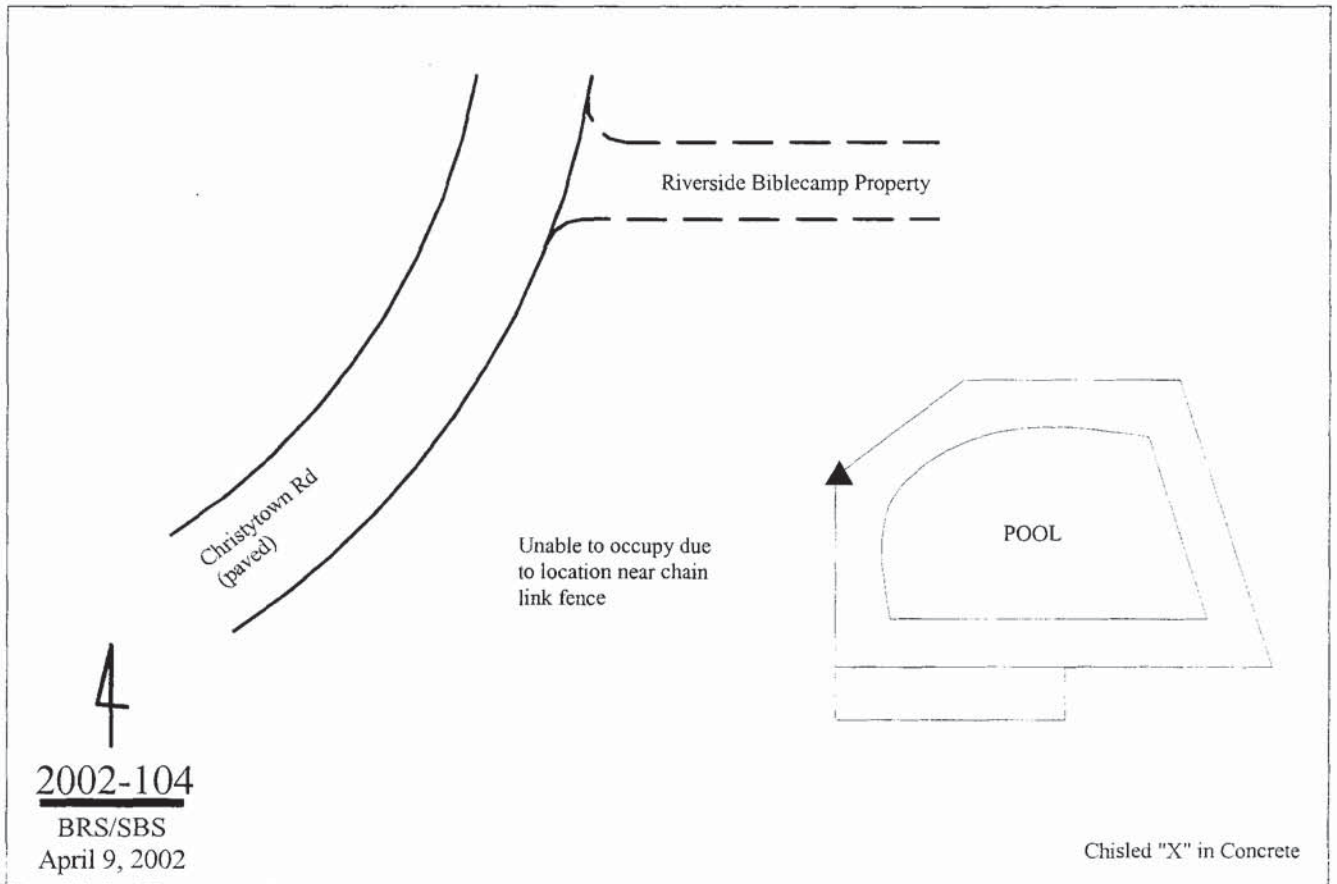 Riverside Biblecamp Property
Christytown Rd
(paved)
Unable to occupy due
to location near chain
link fence
POOL
2002-104
BRS/SBS
April 9, 2002
Chisled "X" in Concrete